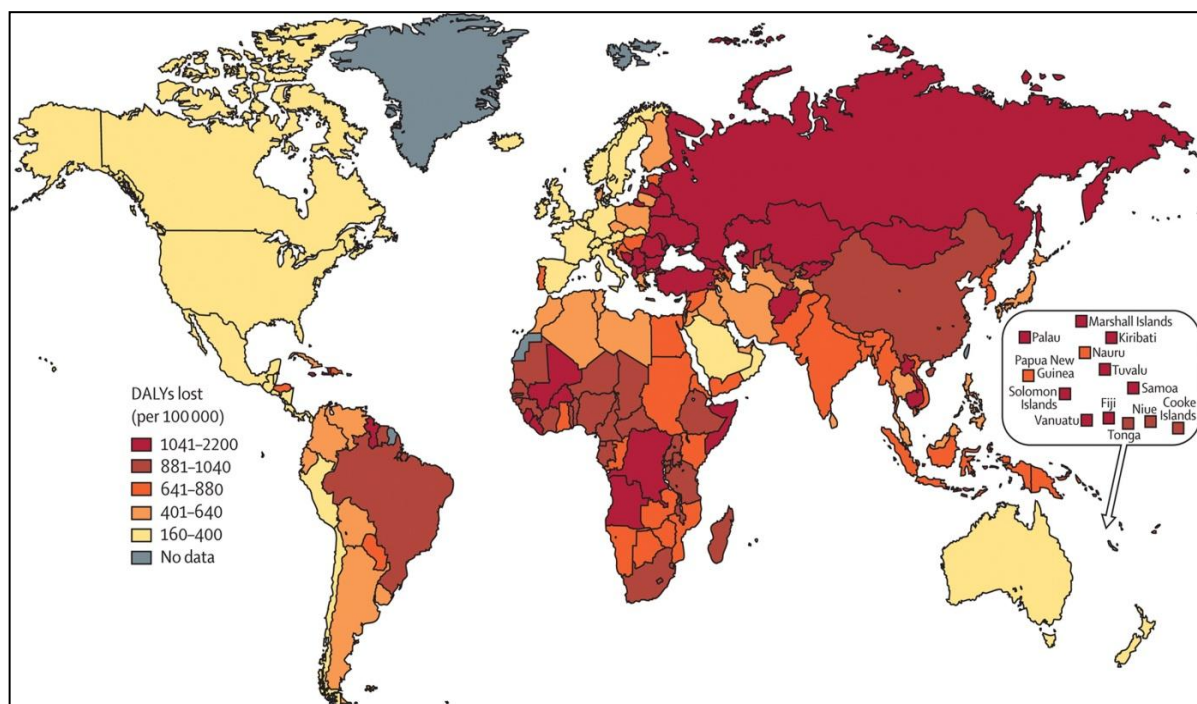 DALYs lost
(per 100 000)
1041–2200
881–1040
641–880
401–640
160–400
No data
Marshall Islands
Palau
Kiribati
Nauru
Papua New
Guinea
Tuvalu
Solomon
Islands
Samoa
Fiji
Niue
Cooke
Islands
Vanuatu
Tonga